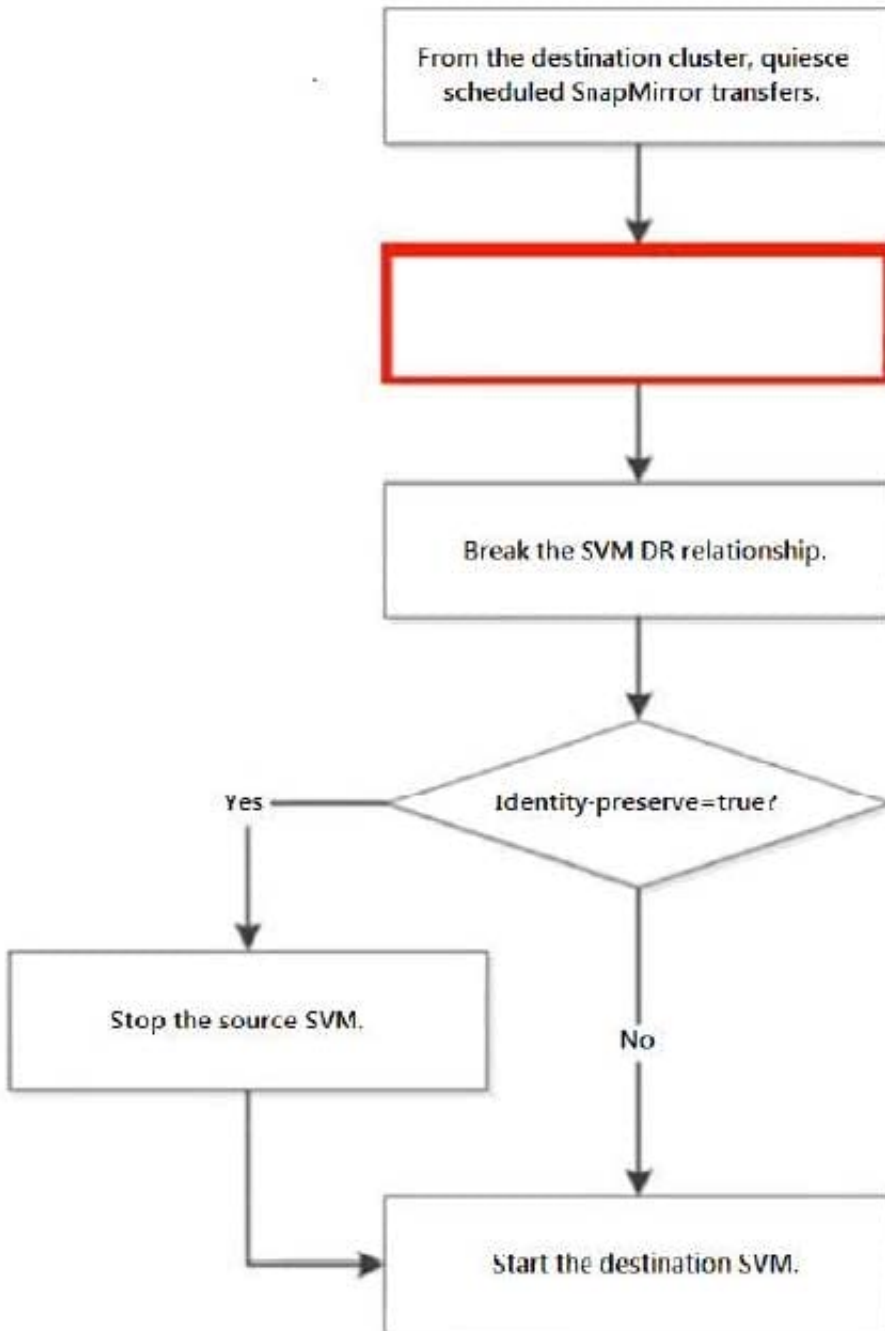 From the destination cluster, quiesce
scheduled SnapMirror transfers.
Break the SVM DR relationship.
Identity-preserve=true?
Yes
Stop the source SVM.
No
Start the destination SVM.